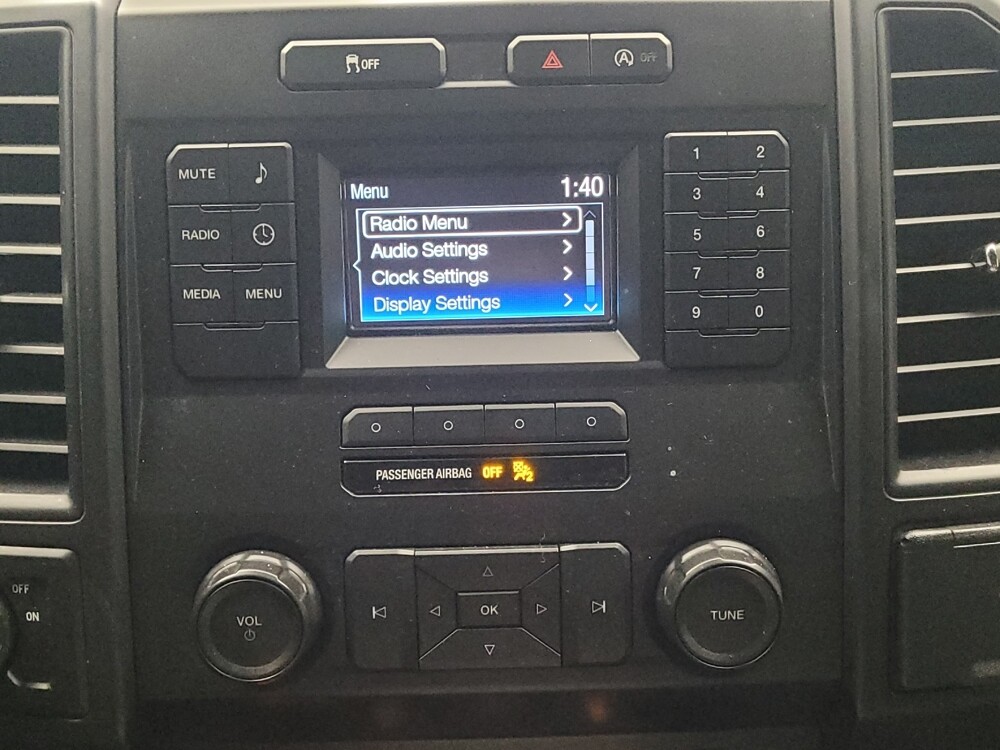 OFF
A OFF
MUTE
RADIO
MEDIA MENU
Menu 1:40
Radio Menu
Audio Settings
Clock Settings
Display Settings
1 2
3 4
5 6
7 8
9 0
PASSENGER AIRBAG OFF 2
OFF
ON
VOL
OK
TUNE